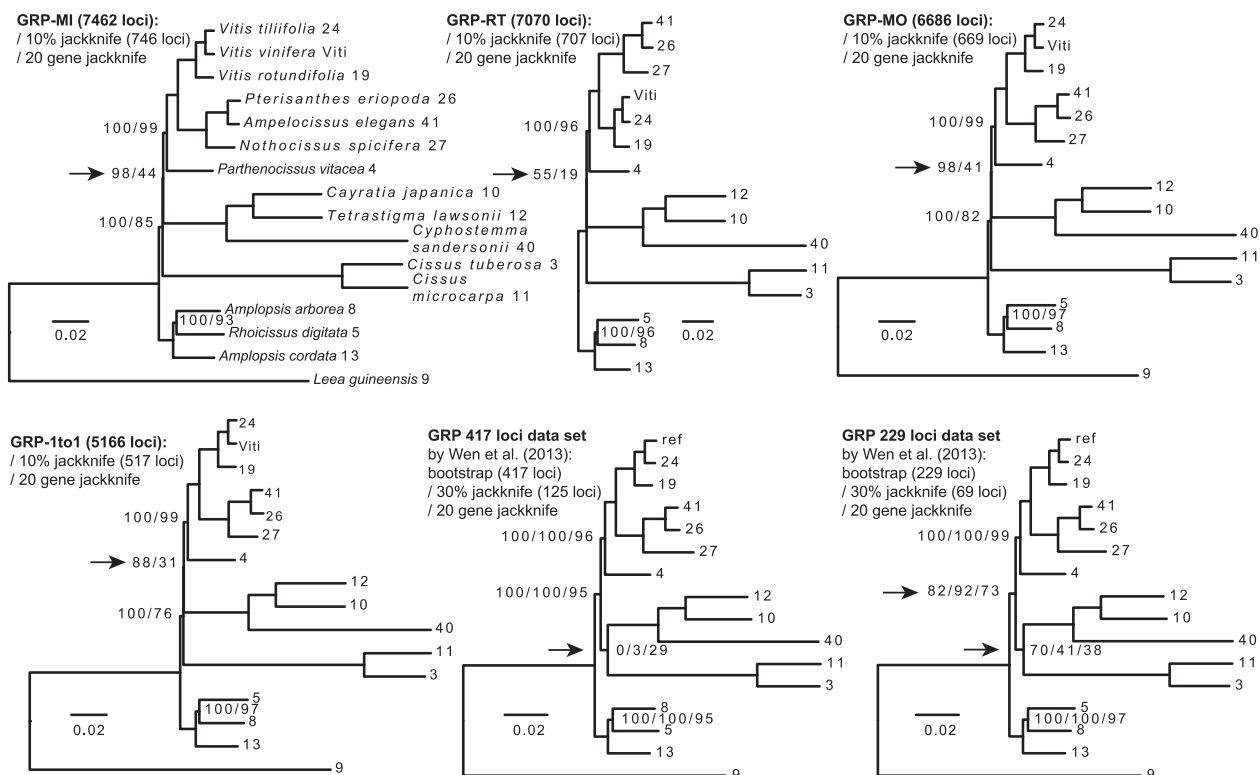 GRP-MI (7462 loci):
/ 10% jackknife (746 loci)
/ 20 gene jackknife
Vitis tiliifolia 24
Vitis vinifera Viti
Vitis rotundifolia 19
Pterisanthes eriopoda 26
Ampelocissus elegans 41
Nothocissus spicifera 27
100/99
Parthenocissus vitacea 4
98/44
Cayratia japonica 10
100/85
Tetrastigma lawsonii 12
Cyphostemma
sandersonii 40
Cissus tuberosa 3
Cissus
microcarpa 11
Amplopsis arborea 8
100/93
Rhoicissus digitata 5
Amplopsis cordata 13
Leea guineensis 9
0.02
GRP-RT (7070 loci):
/ 10% jackknife (707 loci)
/ 20 gene jackknife
41
26
27
Viti
24
19
100/96
4
55/19
12
10
40
11
3
5
100/96
8
13
0.02
GRP-MO (6686 loci):
/ 10% jackknife (669 loci)
/ 20 gene jackknife
24
Viti
19
41
26
27
100/99
4
98/41
12
10
100/82
40
11
3
5
100/97
8
13
9
0.02
GRP-1to1 (5166 loci):
/ 10% jackknife (517 loci)
/ 20 gene jackknife
24
Viti
19
41
26
27
100/99
4
88/31
12
10
100/76
40
11
3
5
100/97
8
13
9
0.02
GRP 417 loci data set
by Wen et al. (2013):
bootstrap (417 loci)
/ 30% jackknife (125 loci)
/ 20 gene jackknife
ref
24
19
41
26
27
100/100/96
4
100/100/95
12
10
40
0/3/29
11
3
8
100/100/95
5
13
9
0.02
GRP 229 loci data set
by Wen et al. (2013):
bootstrap (229 loci)
/ 30% jackknife (69 loci)
/ 20 gene jackknife
ref
24
19
41
26
27
100/100/99
4
82/92/73
12
10
40
70/41/38
11
3
5
100/100/97
8
13
9
0.02